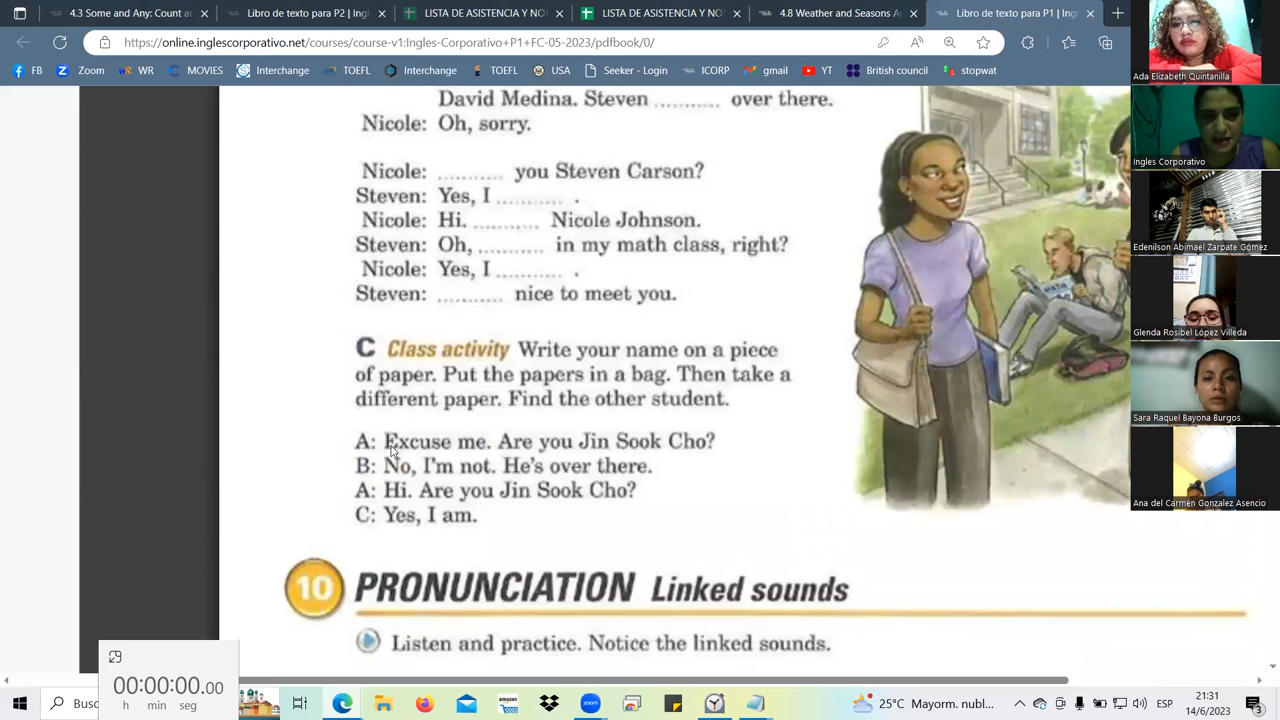 4.3 Some and Any: Count a
Libro de texto para P2 | Ingl
LISTA DE ASISTENCIA Y NOT
LISTA DE ASISTENCIA Y NOT
4.8 Weather and Seasons A
Libro de texto para P1 | Ingl
https://online.inglescorporativo.net/courses/course-v1:Ingles-Corporativo+P1+FC-05-2023/pdfbook/0/
FB Zoom WR MOVIES Interchange TOEFL Interchange TOEFL USA Seeker - Login ICORP gmail YT British council stopwat
David Medina. Steven .......... over there.
Nicole: Oh, sorry.
Nicole: .......... you Steven Carson?
Steven: Yes, I .......... .
Nicole: Hi. .......... Nicole Johnson.
Steven: Oh, .......... in my math class, right?
Nicole: Yes, I .......... .
Steven: .......... nice to meet you.
C Class activity Write your name on a piece
of paper. Put the papers in a bag. Then take a
different paper. Find the other student.
A: Excuse me. Are you Jin Sook Cho?
B: No, I'm not. He's over there.
A: Hi. Are you Jin Sook Cho?
C: Yes, I am.
10 PRONUNCIATION Linked sounds
Listen and practice. Notice the linked sounds.
Ada Elizabeth Quintanilla
Ingles Corporativo
Edenilson Abimael Zarpate Gómez
Glenda Rosibel López Villeda
Sara Raquel Bayona Burgos
Ana del Carmen Gonzalez Asencio
00:00:00.00
h min seg
Busc
25°C Mayorm. nubl...
ESP
21:31
14/6/2023
3